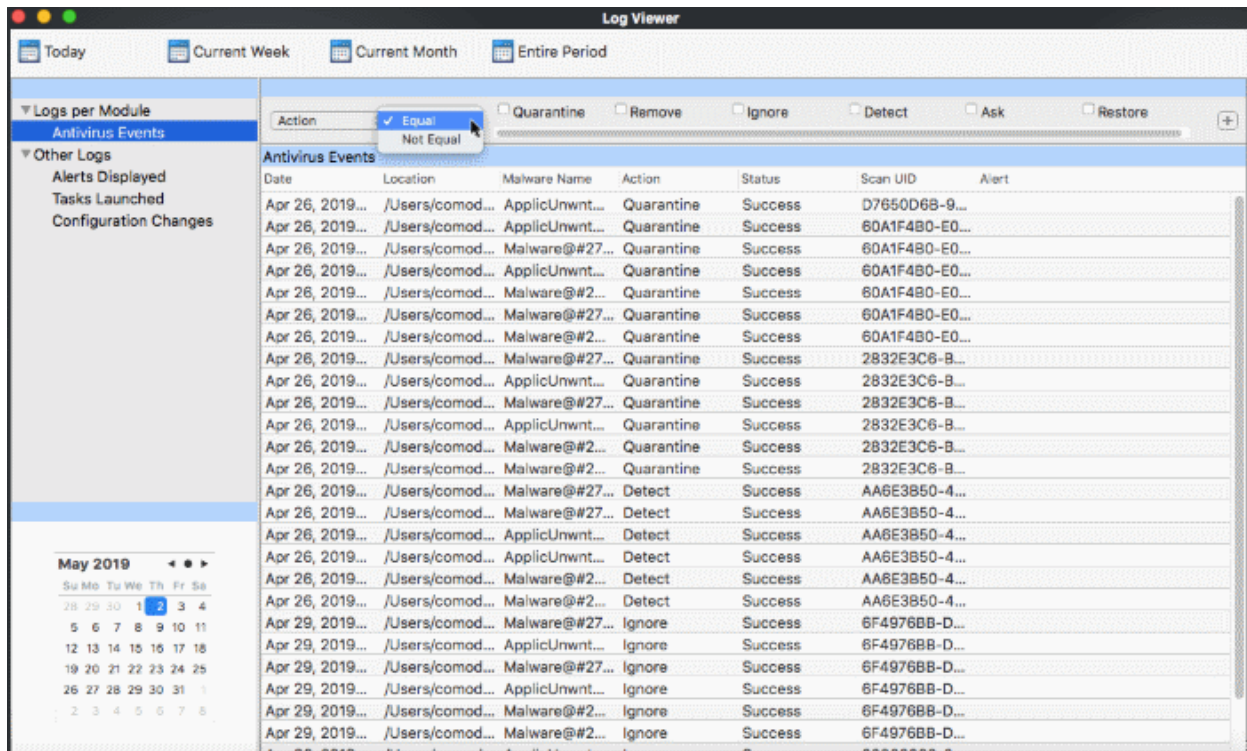 Log Viewer
Today Current Week Current Month Entire Period
Logs per Module
Antivirus Events
Other Logs
Alerts Displayed
Tasks Launched
Configuration Changes
May 2019
Su Mo Tu We Th Fr Sa
28 29 30 1 2 3 4
5 6 7 8 9 10 11
12 13 14 15 16 17 18
19 20 21 22 23 24 25
26 27 28 29 30 31 1
2 3 4 5 6 7 8
Action ✓ Equal Quarantine Remove Ignore Detect Ask Restore +
Not Equal
Antivirus Events
Date Location Malware Name Action Status Scan UID Alert
Apr 26, 2019... /Users/comod... ApplicUnwnt... Quarantine Success D7650D6B-9...
Apr 26, 2019... /Users/comod... ApplicUnwnt... Quarantine Success 60A1F4B0-E0...
Apr 26, 2019... /Users/comod... Malware@#27... Quarantine Success 60A1F4B0-E0...
Apr 26, 2019... /Users/comod... ApplicUnwnt... Quarantine Success 60A1F4B0-E0...
Apr 26, 2019... /Users/comod... Malware@#2... Quarantine Success 60A1F4B0-E0...
Apr 26, 2019... /Users/comod... Malware@#27... Quarantine Success 60A1F4B0-E0...
Apr 26, 2019... /Users/comod... Malware@#2... Quarantine Success 60A1F4B0-E0...
Apr 26, 2019... /Users/comod... Malware@#27... Quarantine Success 2832E3C6-B...
Apr 26, 2019... /Users/comod... ApplicUnwnt... Quarantine Success 2832E3C6-B...
Apr 26, 2019... /Users/comod... Malware@#27... Quarantine Success 2832E3C6-B...
Apr 26, 2019... /Users/comod... ApplicUnwnt... Quarantine Success 2832E3C6-B...
Apr 26, 2019... /Users/comod... Malware@#2... Quarantine Success 2832E3C6-B...
Apr 26, 2019... /Users/comod... Malware@#2... Quarantine Success 2832E3C6-B...
Apr 26, 2019... /Users/comod... Malware@#27... Detect Success AA6E3B50-4...
Apr 26, 2019... /Users/comod... Malware@#27... Detect Success AA6E3B50-4...
Apr 26, 2019... /Users/comod... ApplicUnwnt... Detect Success AA6E3B50-4...
Apr 26, 2019... /Users/comod... ApplicUnwnt... Detect Success AA6E3B50-4...
Apr 26, 2019... /Users/comod... Malware@#2... Detect Success AA6E3B50-4...
Apr 26, 2019... /Users/comod... Malware@#2... Detect Success AA6E3B50-4...
Apr 29, 2019... /Users/comod... Malware@#27... Ignore Success 6F4976BB-D...
Apr 29, 2019... /Users/comod... ApplicUnwnt... Ignore Success 6F4976BB-D...
Apr 29, 2019... /Users/comod... Malware@#27... Ignore Success 6F4976BB-D...
Apr 29, 2019... /Users/comod... ApplicUnwnt... Ignore Success 6F4976BB-D...
Apr 29, 2019... /Users/comod... Malware@#2... Ignore Success 6F4976BB-D...
Apr 29, 2019... /Users/comod... Malware@#2... Ignore Success 6F4976BB-D...